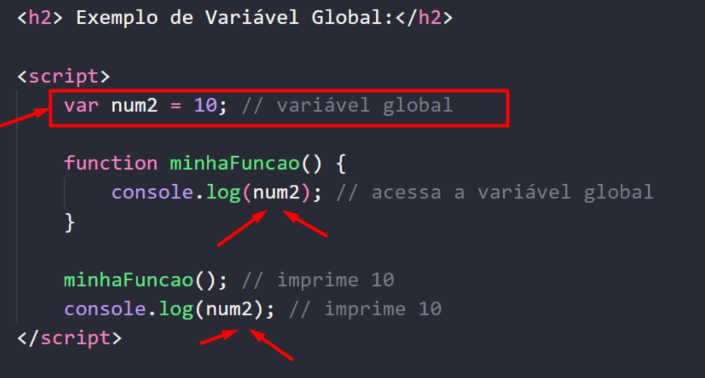 <h2> Exemplo de Variável Global:</h2>
<script>
var num2 = 10; // variável global
function minhaFuncao() {
console.log(num2); // acessa a variável global
}
minhaFuncao(); // imprime 10
console.log(num2); // imprime 10
</script>